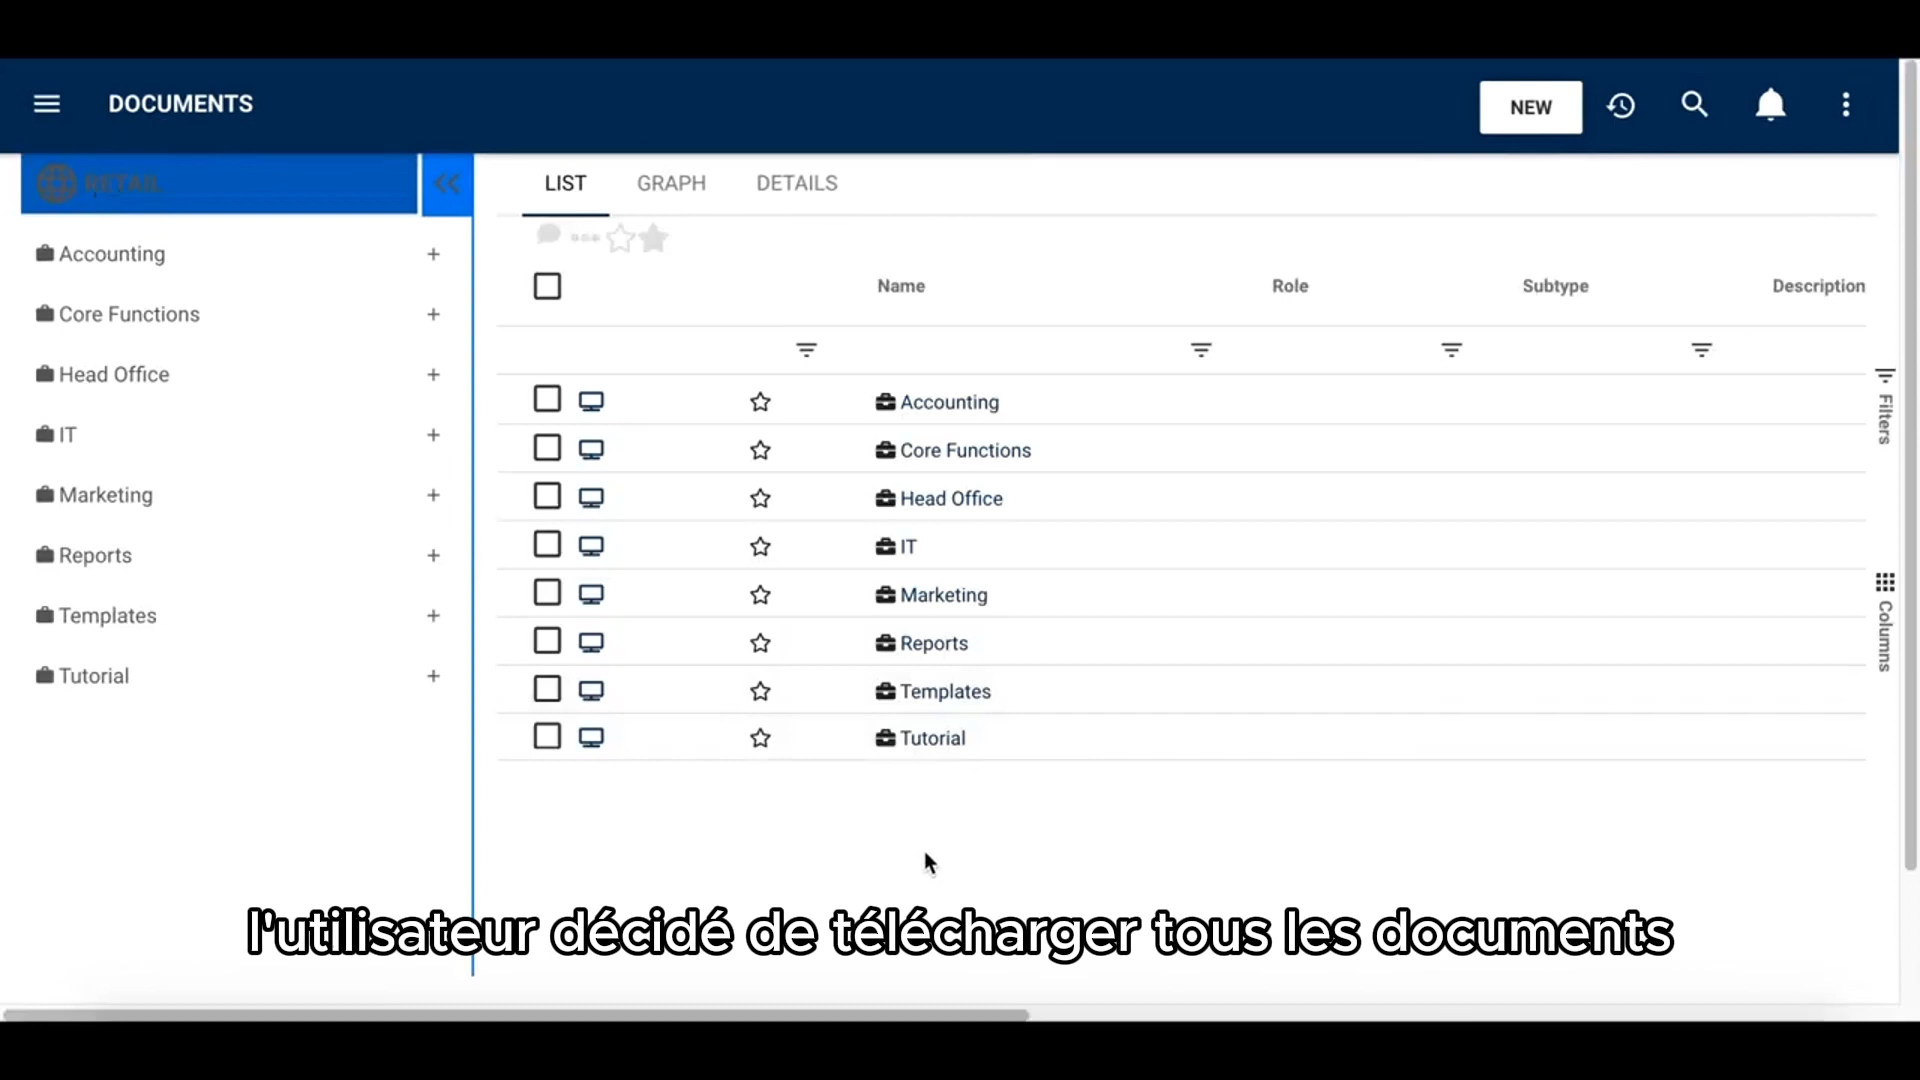 DOCUMENTS
NEW
RETAIL
LIST GRAPH DETAILS
Accounting
Core Functions
Head Office
IT
Marketing
Reports
Templates
Tutorial
Name Role Subtype Description
Accounting
Core Functions
Head Office
IT
Marketing
Reports
Templates
Tutorial
Filters
Columns
l'utilisateur décidé de télécharger tous les documents